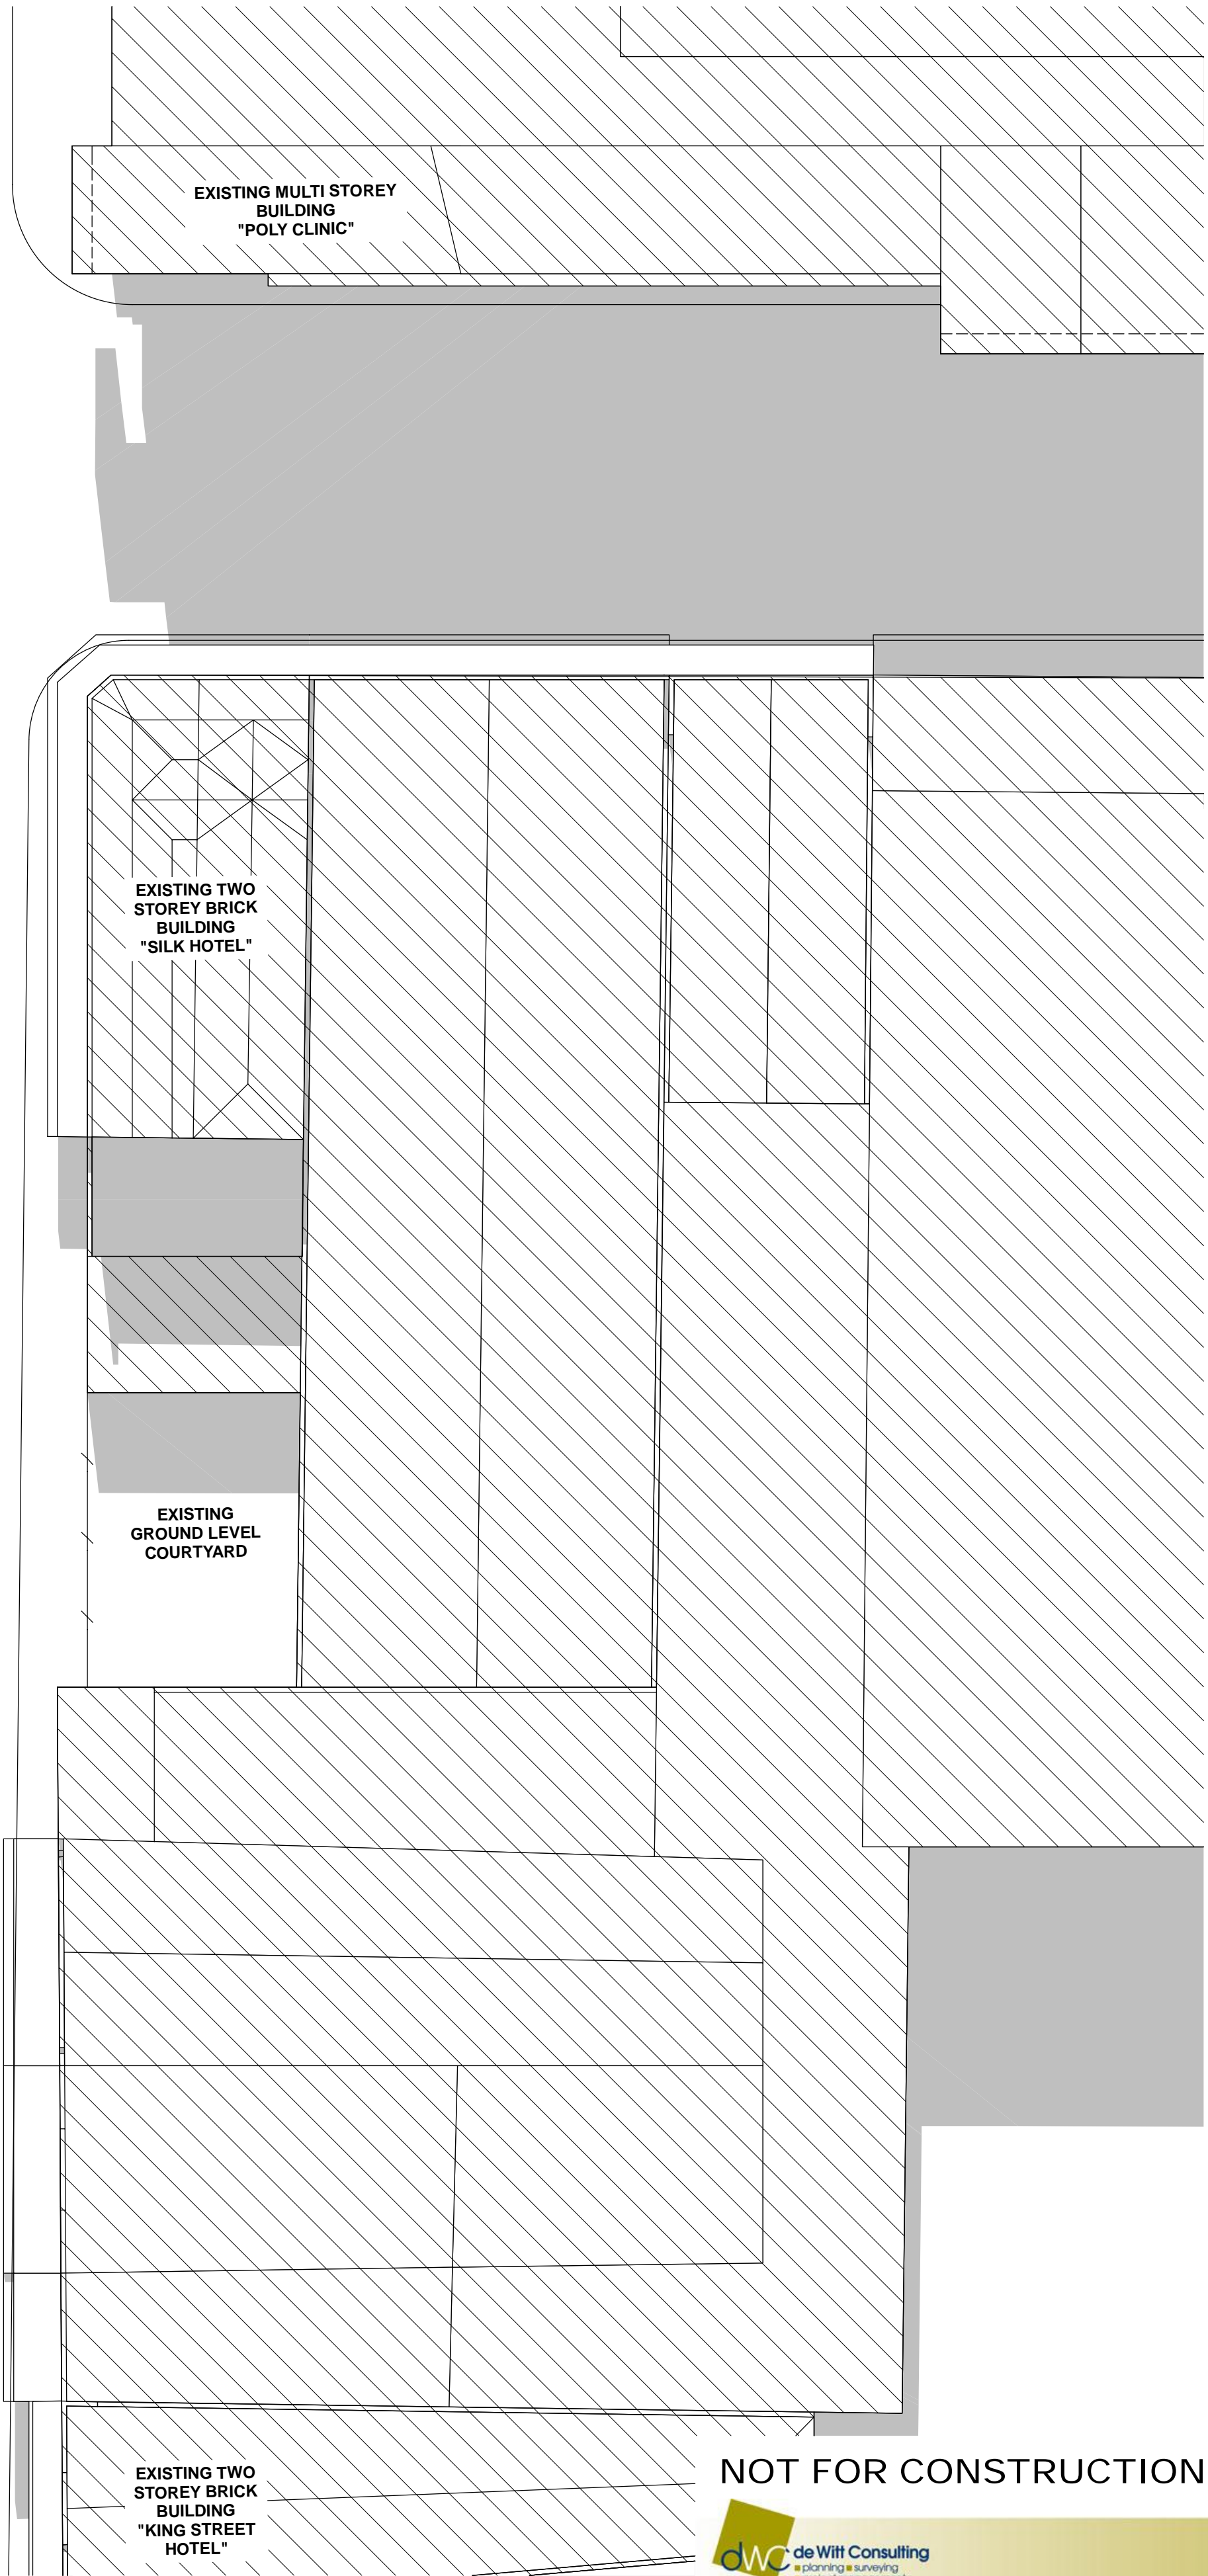 EXISTING MULTI STOREY
BUILDING
"POLY CLINIC"
EXISTING TWO
STOREY BRICK
BUILDING
"SILK HOTEL"
EXISTING
GROUND LEVEL
COURTYARD
EXISTING TWO
STOREY BRICK
BUILDING
"KING STREET
HOTEL"
NOT FOR CONSTRUCTION
dwc de Witt Consulting
planning surveying